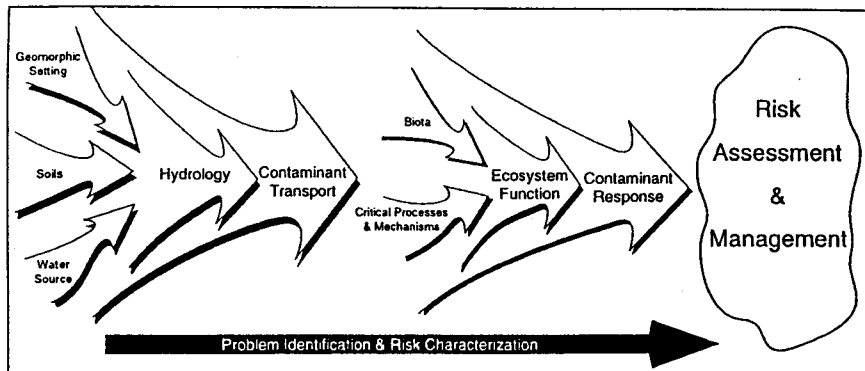 Geomorphic
Setting
Soils
Water
Source
Hydrology
Contaminant
Transport
Biota
Critical Processes
& Mechanisms
Ecosystem
Function
Contaminant
Response
Risk
Assessment
&
Management
Problem Identification & Risk Characterization